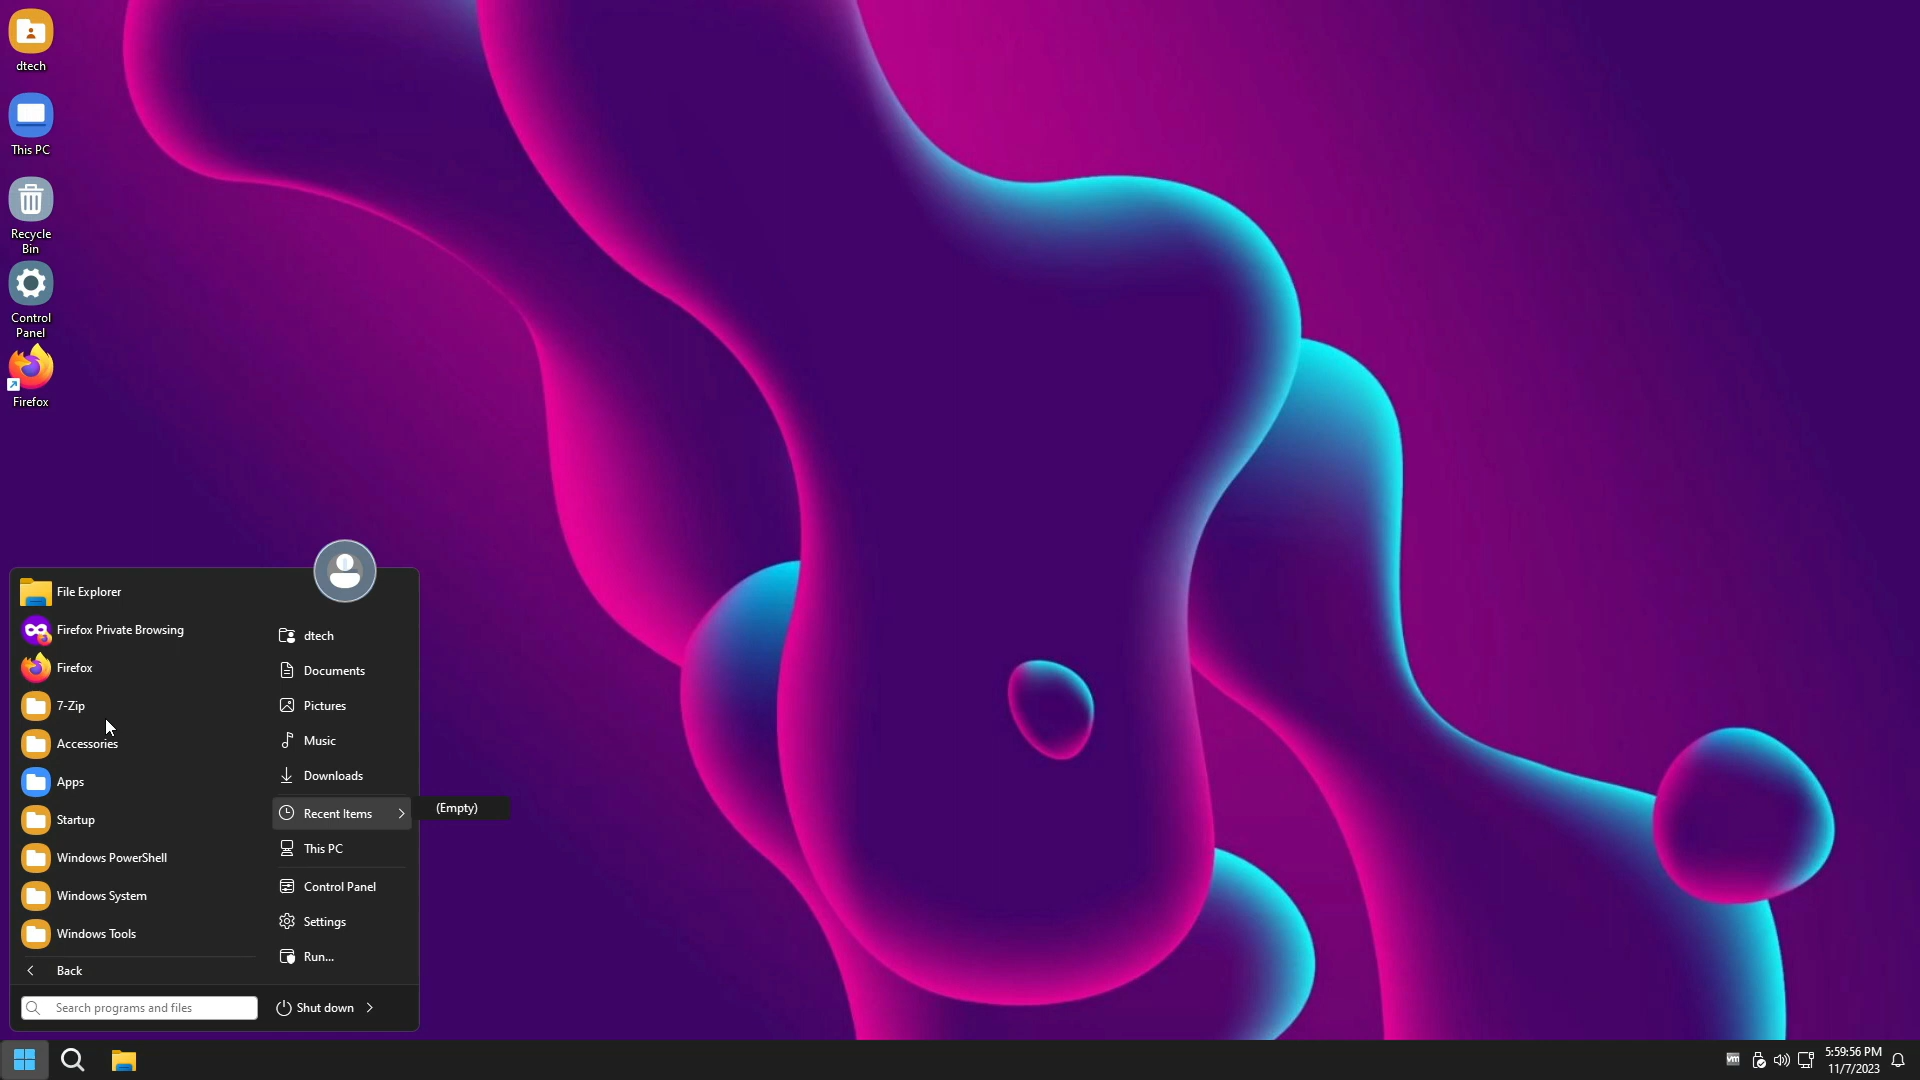 dtech
This PC
Recycle
Bin
Control
Panel
Firefox
File Explorer
Firefox Private Browsing
Firefox
7-Zip
Accessories
Apps
Startup
Windows PowerShell
Windows System
Windows Tools
Back
Search programs and files
dtech
Documents
Pictures
Music
Downloads
Recent Items
(Empty)
This PC
Control Panel
Settings
Run...
Shut down
vm
5:59:56 PM
11/7/2023